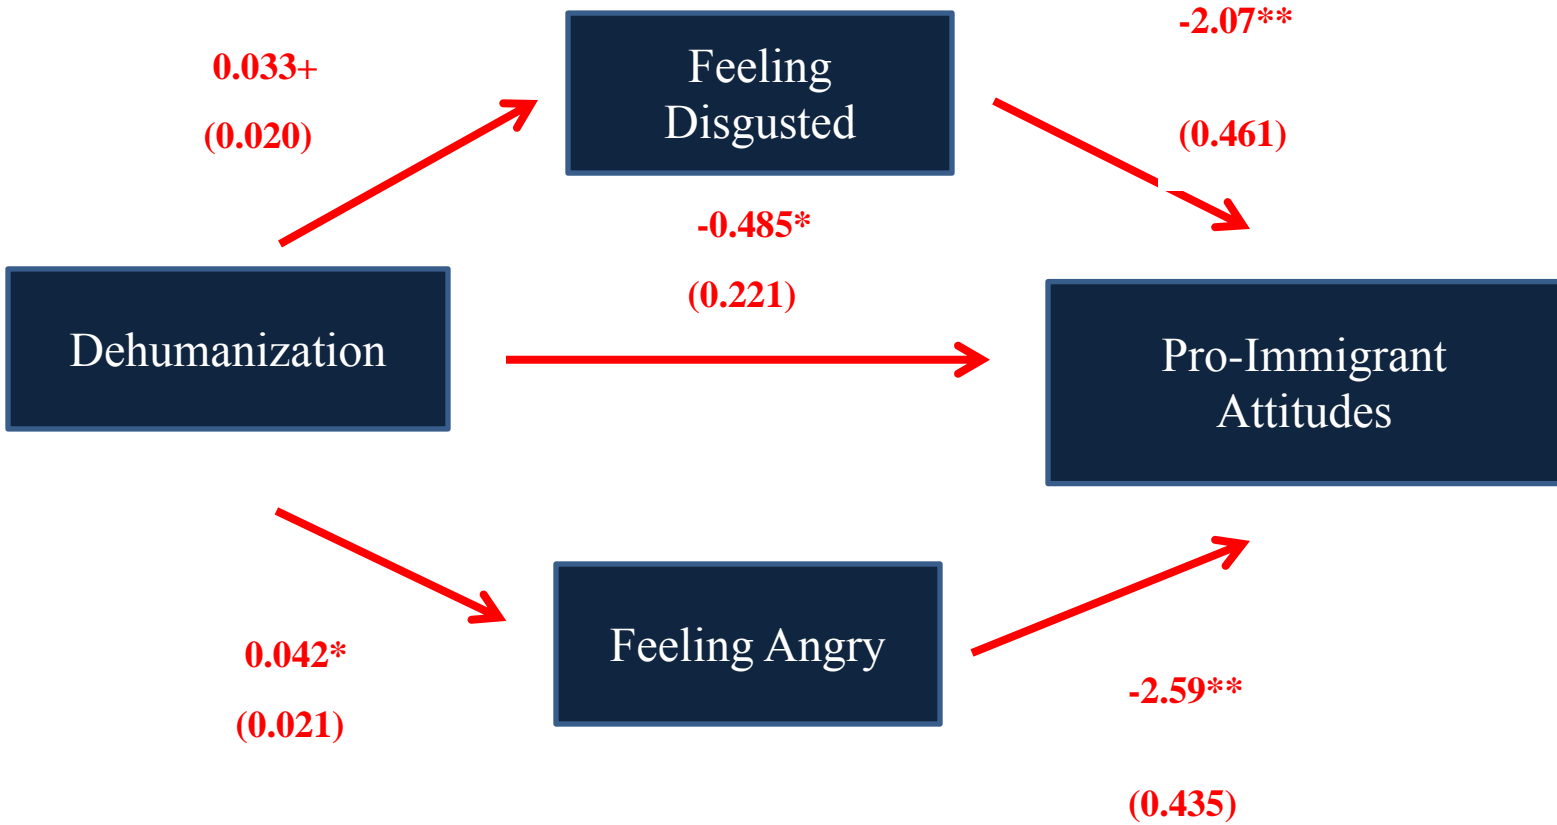 -2.07**
0.033+
(0.020)
Feeling
Disgusted
(0.461)
-0.485*
(0.221)
Dehumanization
Pro-Immigrant
Attitudes
0.042*
(0.021)
Feeling Angry
-2.59**
(0.435)